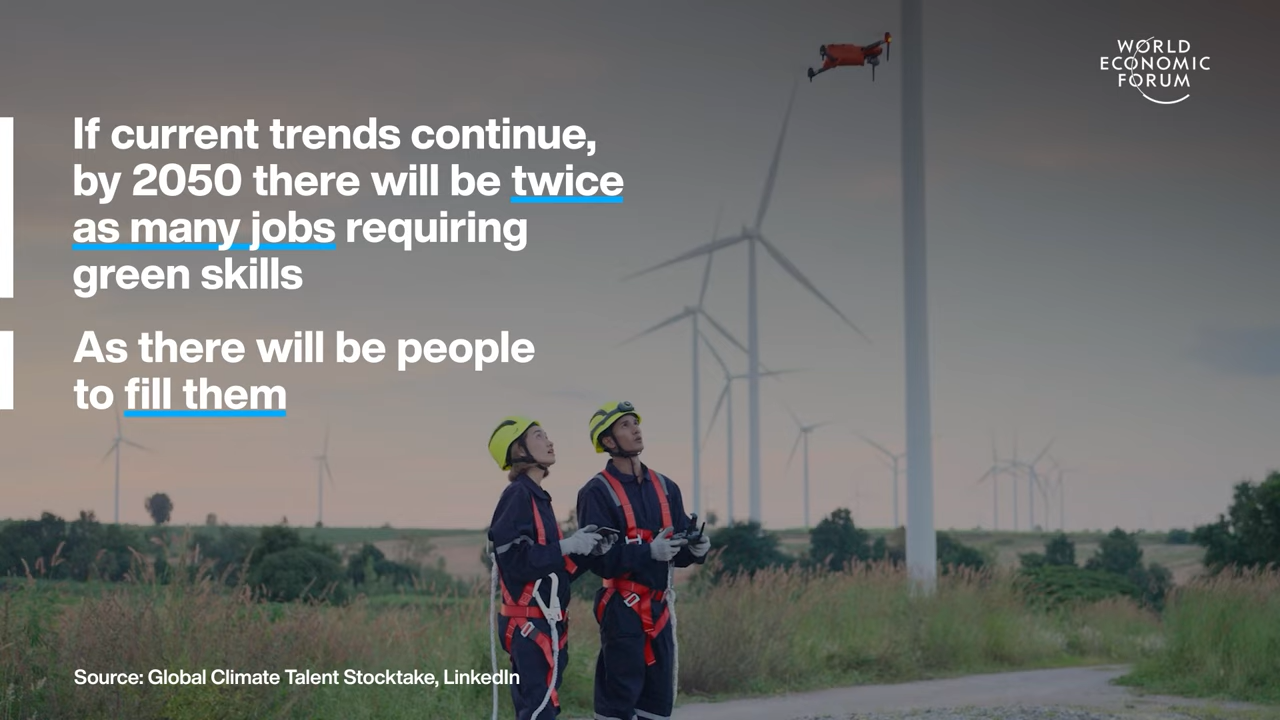 WORLD
ECONOMIC
FORUM
If current trends continue,
by 2050 there will be twice
as many jobs requiring
green skills
As there will be people
to fill them
Source: Global Climate Talent Stocktake, LinkedIn